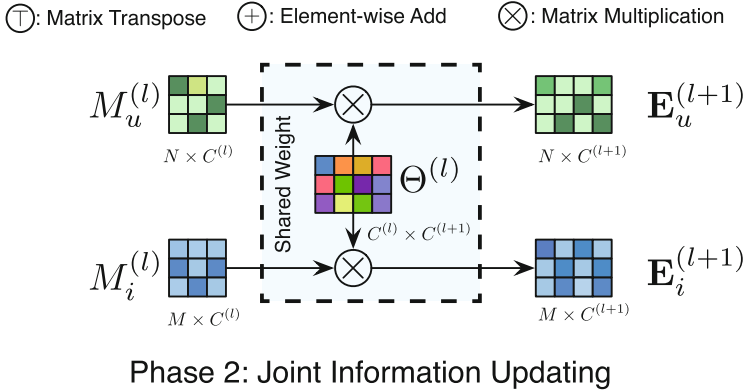 Ⓣ: Matrix Transpose ⊕: Element-wise Add ⊗: Matrix Multiplication
M_u^{(l)}
N × C^{(l)}
⊗
N × C^{(l+1)}
E_u^{(l+1)}
Shared Weight
Θ^{(l)}
C^{(l)} × C^{(l+1)}
M_i^{(l)}
M × C^{(l)}
⊗
M × C^{(l+1)}
E_i^{(l+1)}
Phase 2: Joint Information Updating